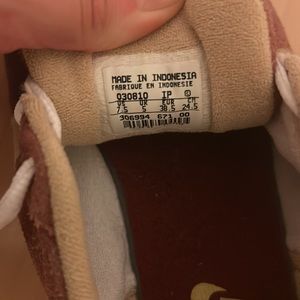 MADE IN INDONESIA
FABRIQUE EN INDONESIE
030810 IP ©
US UK EUR CM
7.5 5 38.5 24.5
306994 671 00